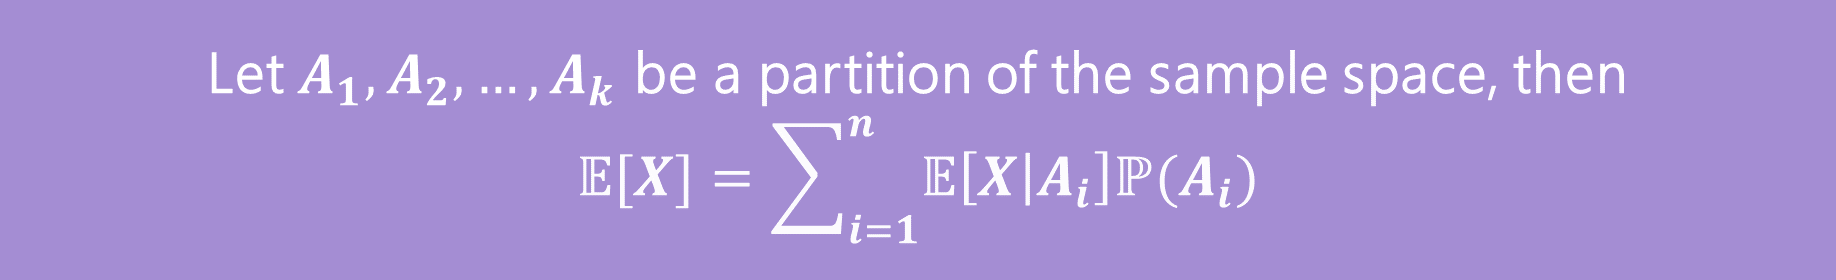 Let A₁, A₂, … , Aₖ be a partition of the sample space, then
𝔼[X] = ∑ⁿᵢ₌₁ 𝔼[X|Aᵢ]ℙ(Aᵢ)